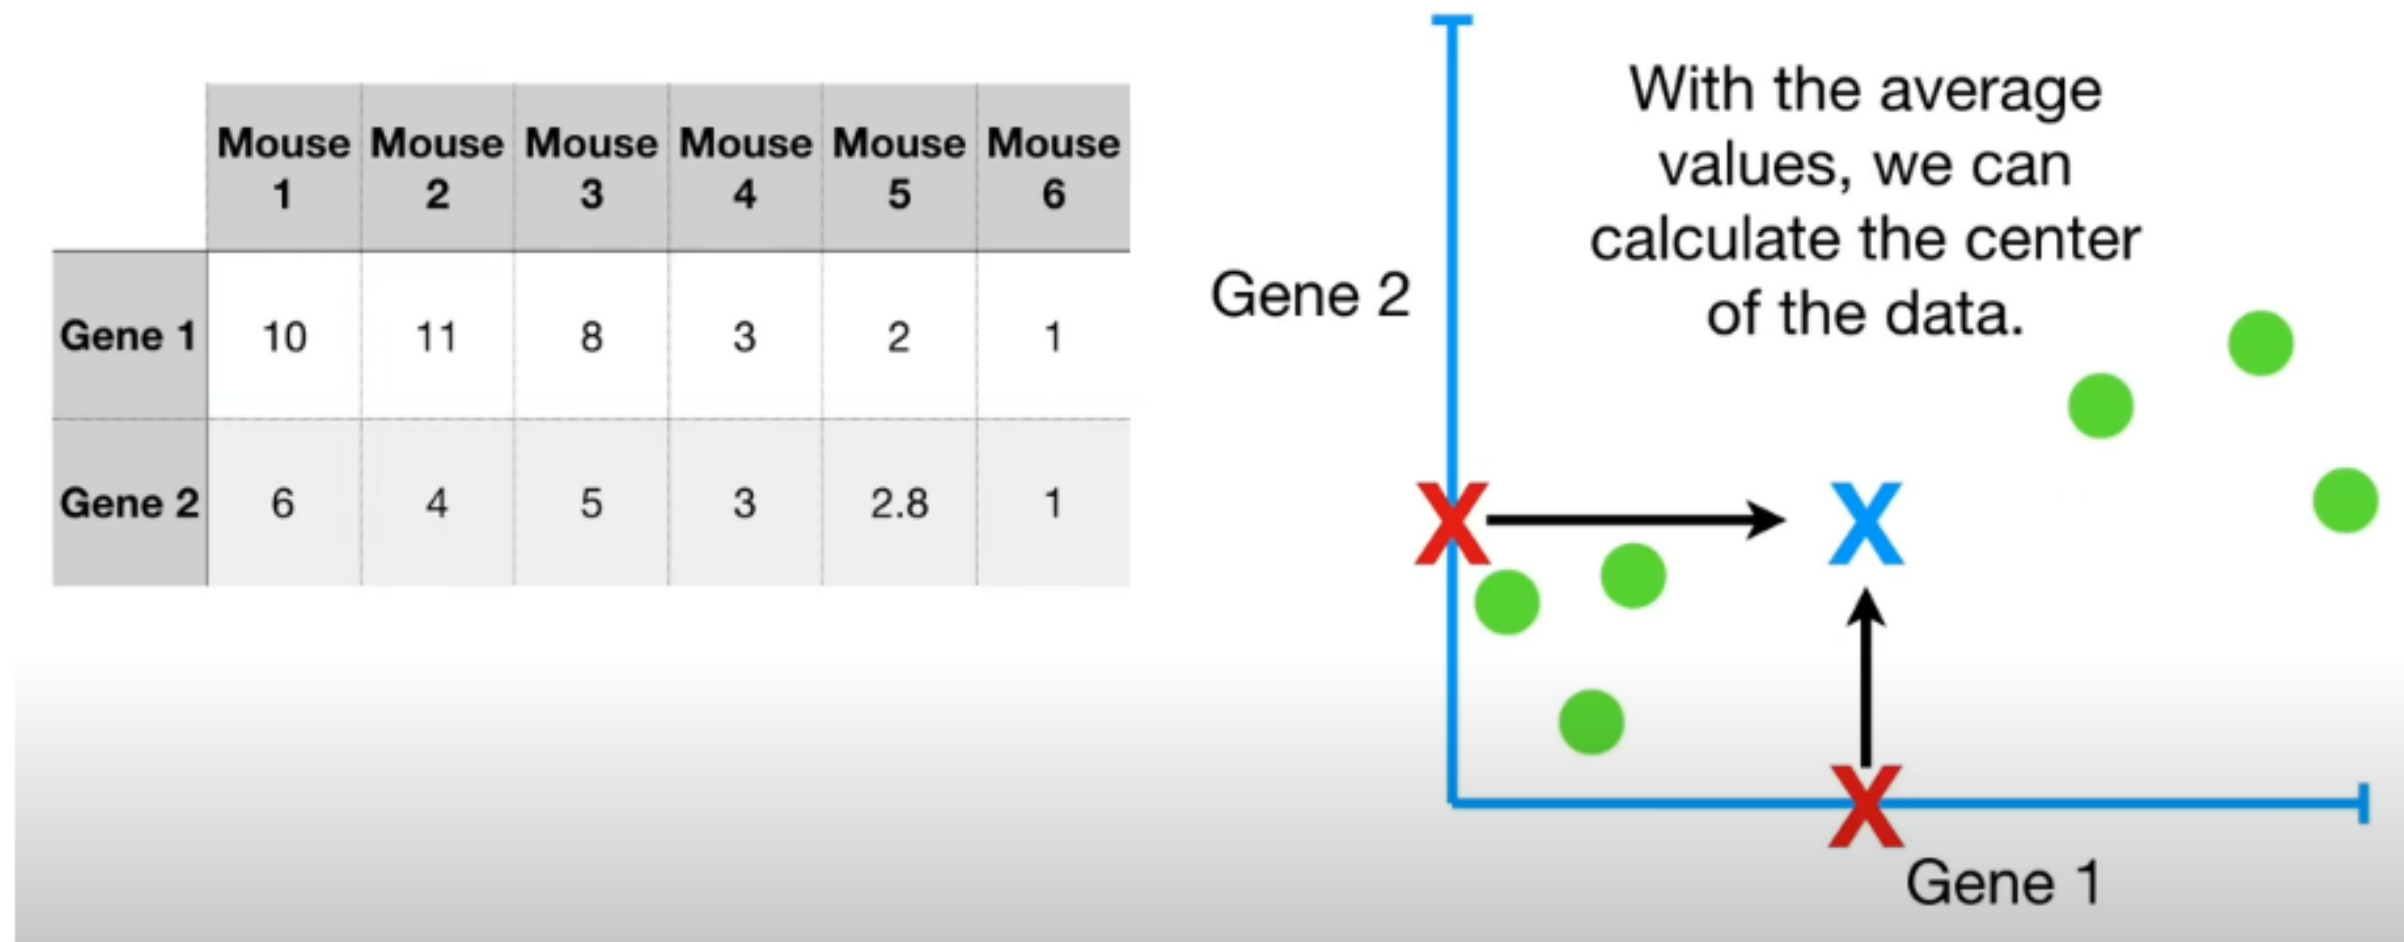 Mouse 1 Mouse 2 Mouse 3 Mouse 4 Mouse 5 Mouse 6
Gene 1 10 11 8 3 2 1
Gene 2 6 4 5 3 2.8 1
With the average
values, we can
calculate the center
of the data.
Gene 2
X X
X
Gene 1